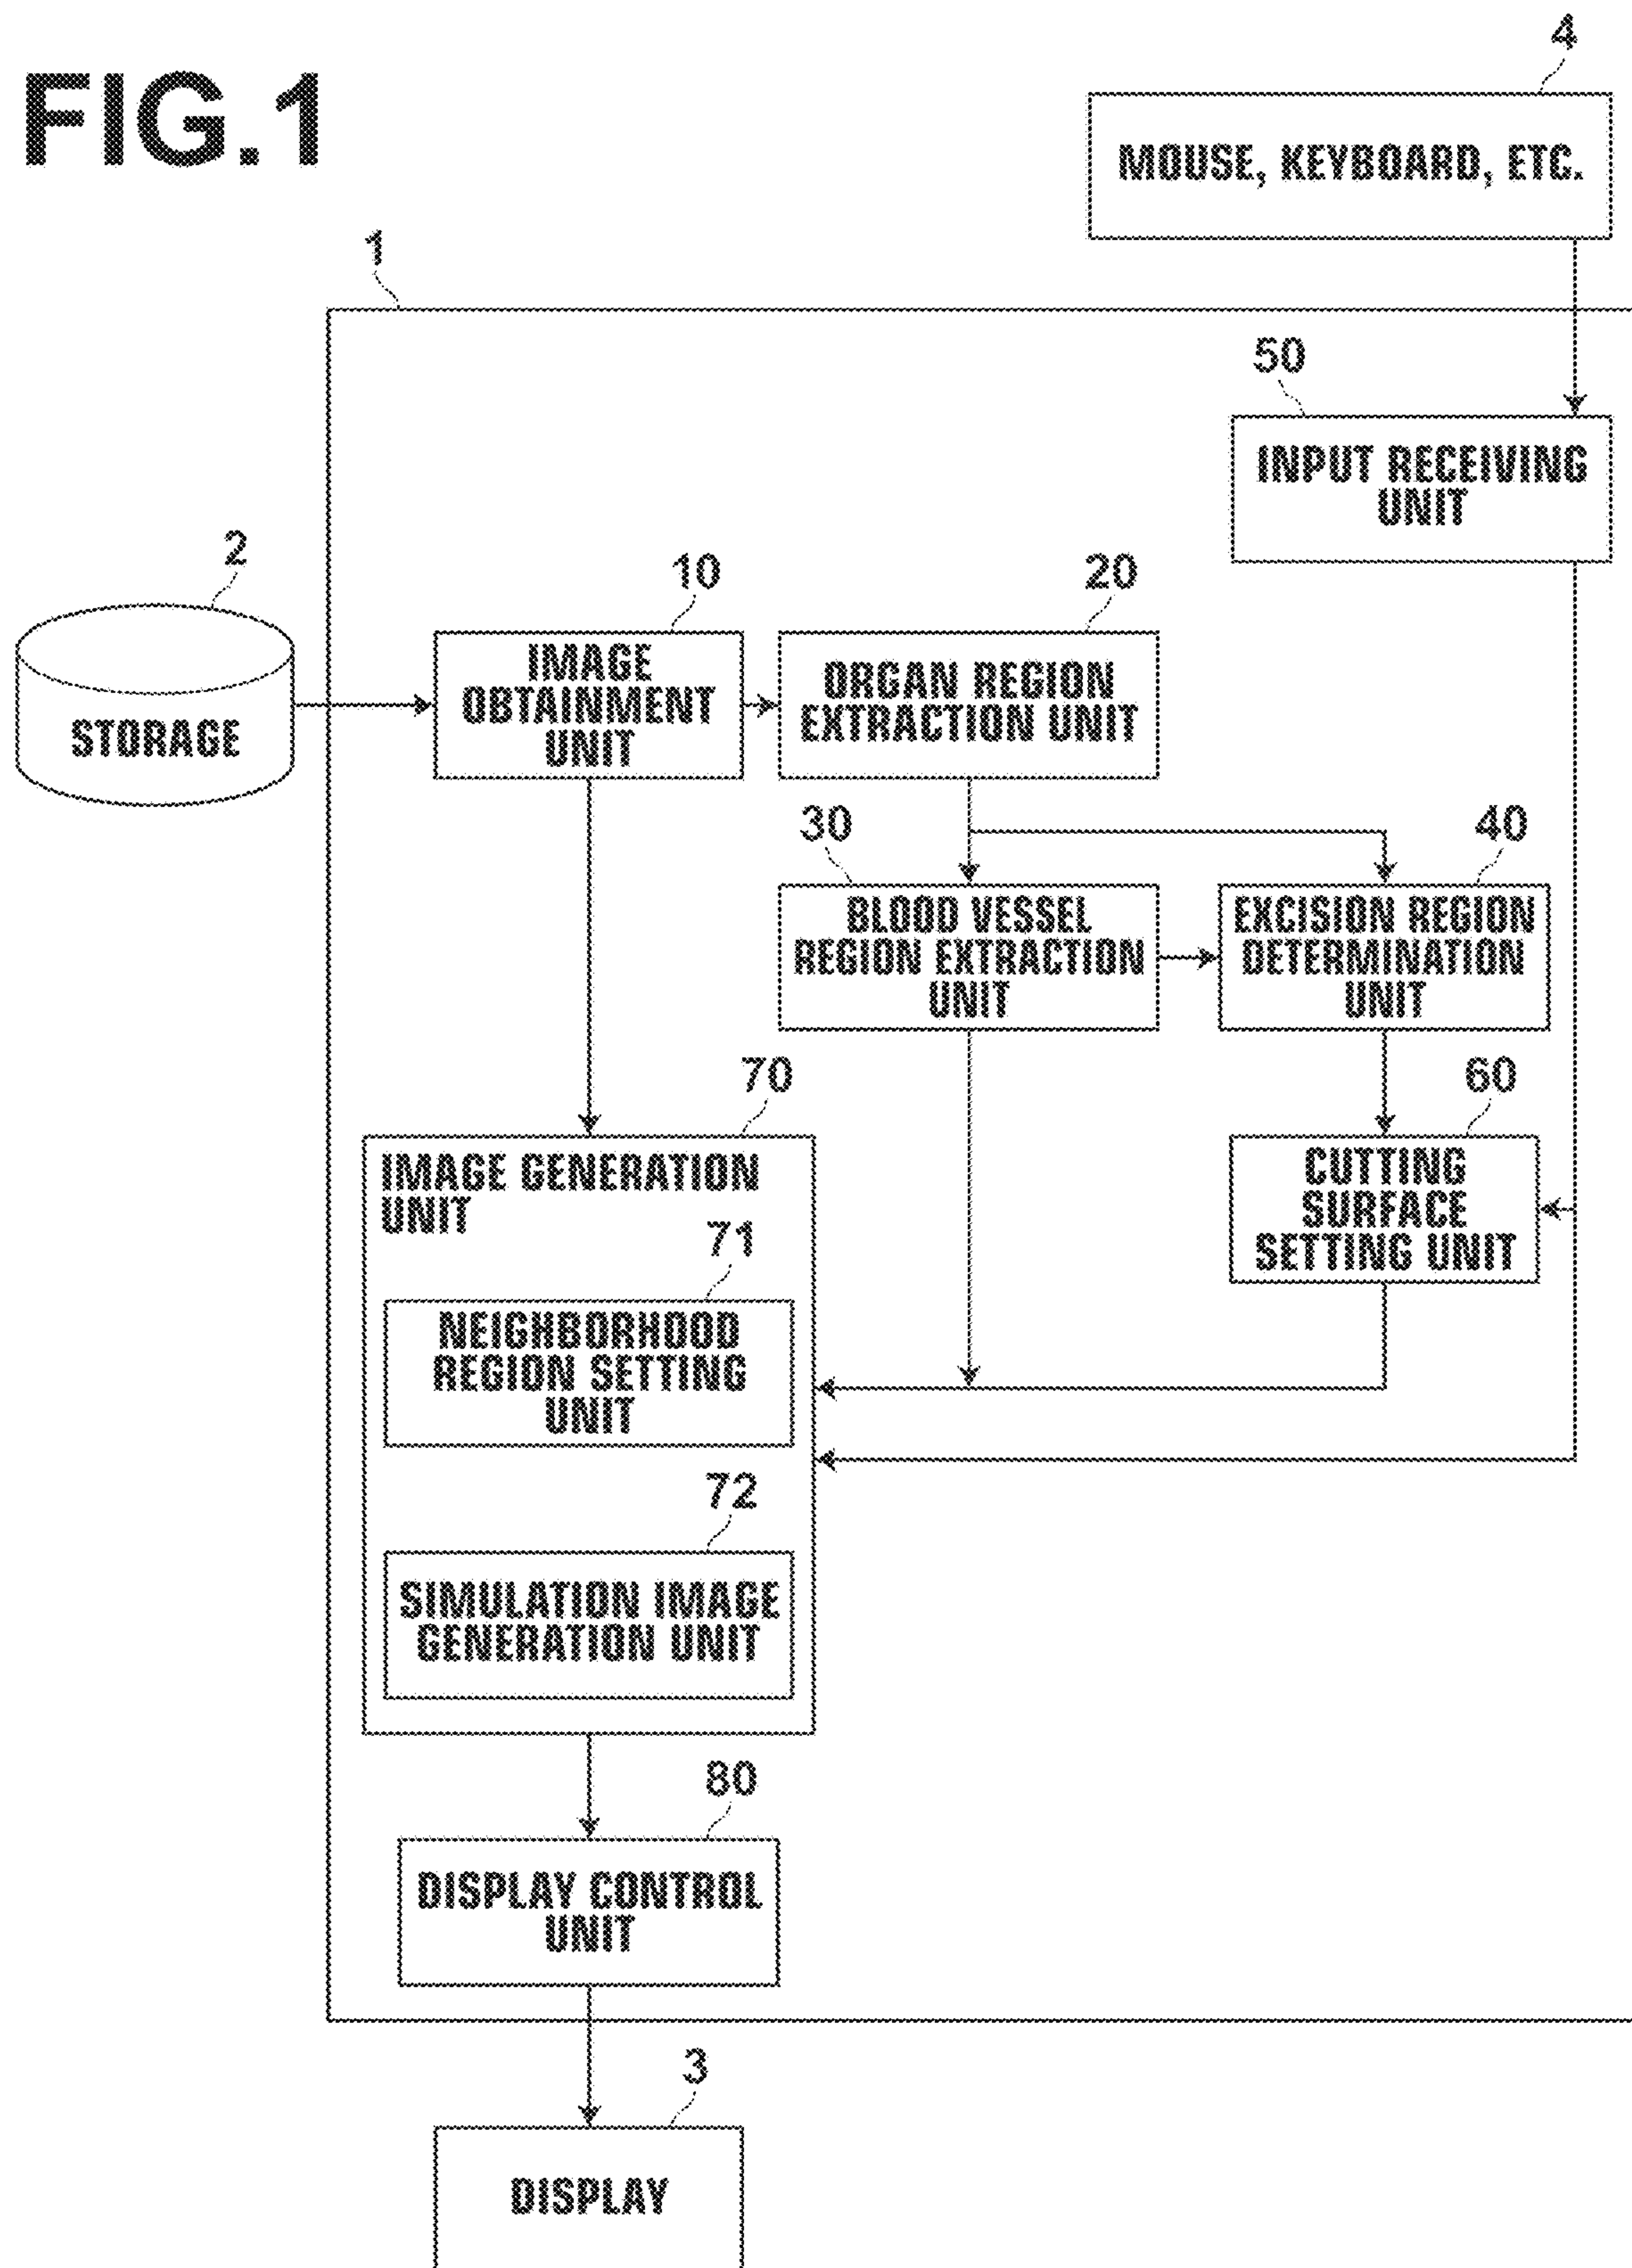 FIG.1
4
MOUSE, KEYBOARD, ETC.
1
50
INPUT RECEIVING
UNIT
2
STORAGE
10
IMAGE
OBTAINMENT
UNIT
20
ORGAN REGION
EXTRACTION UNIT
30
BLOOD VESSEL
REGION EXTRACTION
UNIT
40
EXCISION REGION
DETERMINATION
UNIT
60
CUTTING
SURFACE
SETTING UNIT
70
IMAGE GENERATION
UNIT
71
NEIGHBORHOOD
REGION SETTING
UNIT
72
SIMULATION IMAGE
GENERATION UNIT
80
DISPLAY CONTROL
UNIT
3
DISPLAY